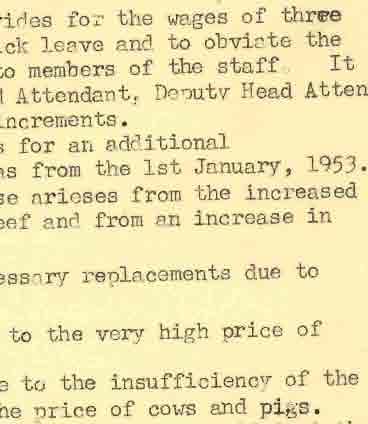 rides for the wages of three
ick leave and to obviate the
to members of the staff. It
d Attendant, Deputy Head Atten
increments.
s for an additional
as from the 1st January, 1953.
se arieses from the increased
eef and from an increase in
essary replacements due to
to the very high price of
e to the insufficiency of the
he price of cows and pigs.